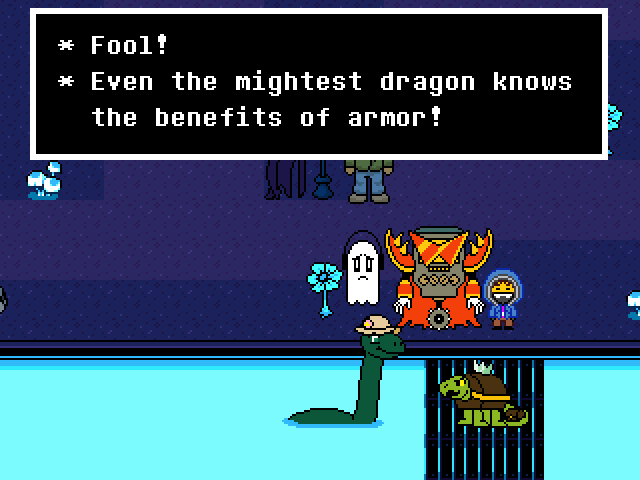 * Fool!
* Even the mightest dragon knows
the benefits of armor!